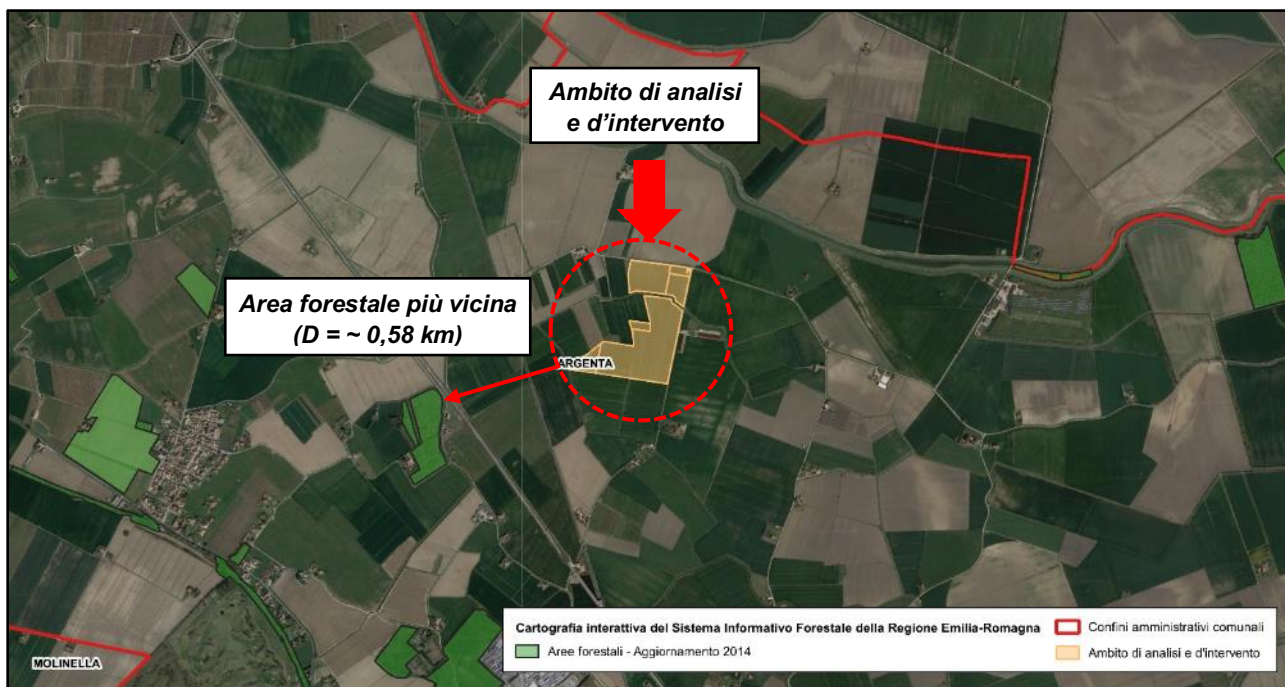 Ambito di analisi
e d'intervento
Area forestale più vicina
(D = ~ 0,58 km)
ARGENTA
MOLINELLA
Cartografia interattiva del Sistema Informativo Forestale della Regione Emilia-Romagna
Aree forestali - Aggiornamento 2014
Confini amministrativi comunali
Ambito di analisi e d'intervento